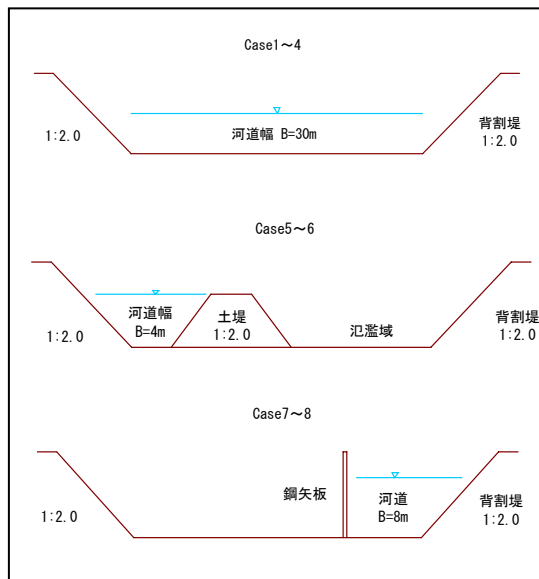 Case1～4
1:2.0
河道幅 B=30m
背割堤
1:2.0
Case5～6
1:2.0
河道幅
B=4m
土堤
1:2.0
氾濫域
背割堤
1:2.0
Case7～8
1:2.0
鋼矢板
河道
B=8m
背割堤
1:2.0